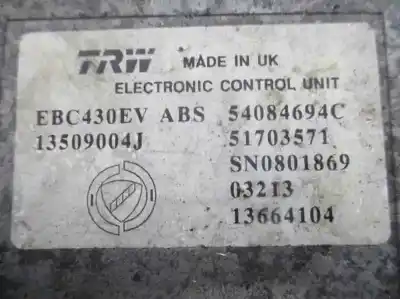 TRW MADE IN UK
ELECTRONIC CONTROL UNIT
EBC430EV ABS 54084694C
13509004J 51703571
SN0801869
03213
13664104